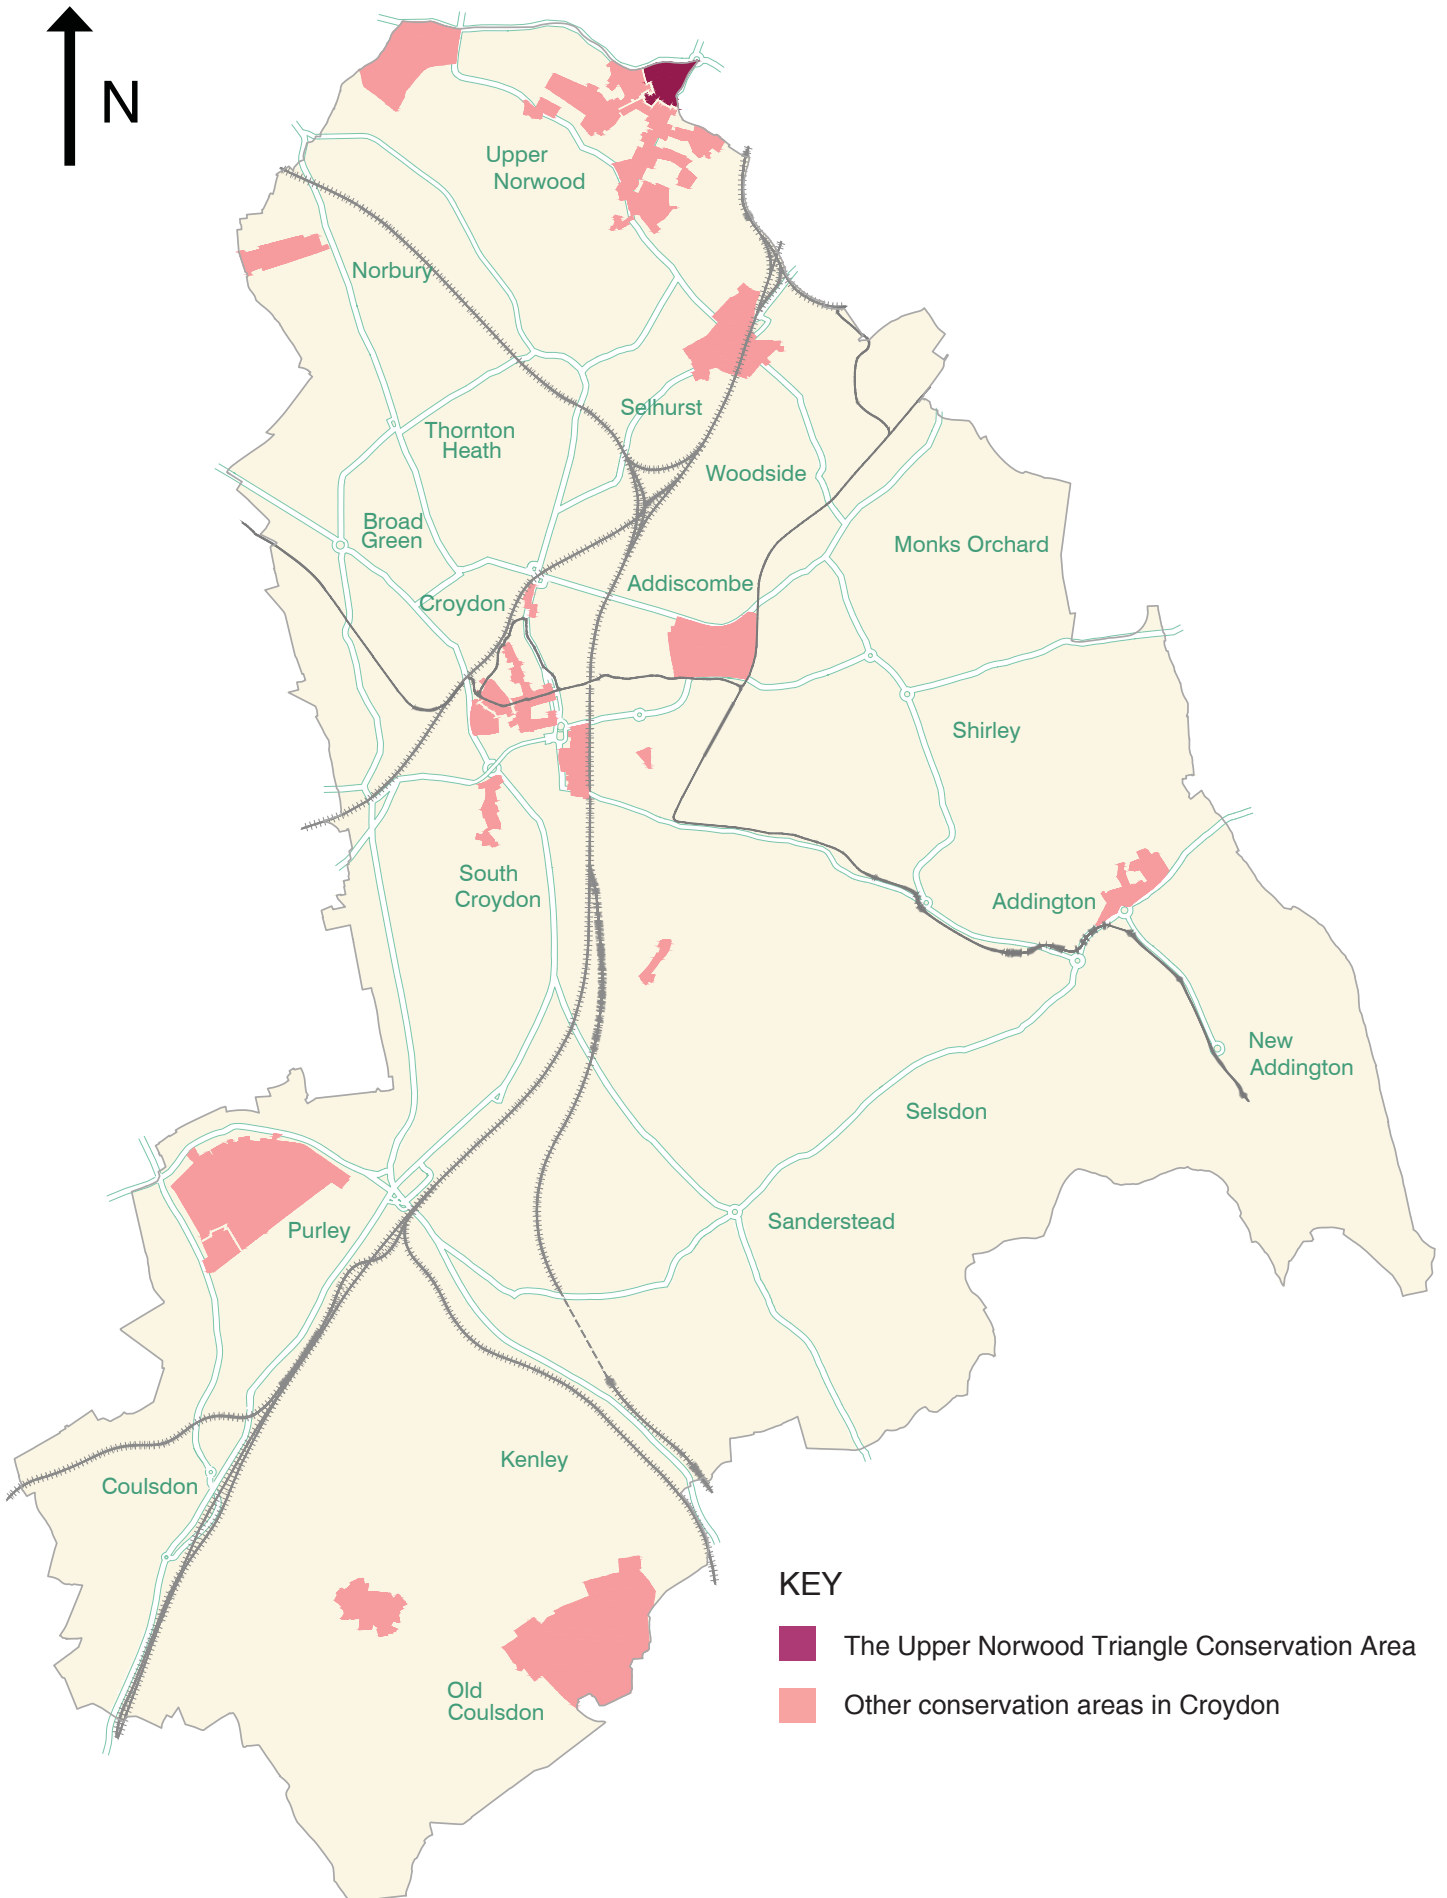 N
Upper
Norwood
Norbury
Selhurst
Thornton
Heath
Woodside
Broad
Green
Monks Orchard
Addiscombe
Croydon
Shirley
South
Croydon
Addington
New
Addington
Selsdon
Sanderstead
Purley
Kenley
Coulsdon
Old
Coulsdon
KEY
The Upper Norwood Triangle Conservation Area
Other conservation areas in Croydon